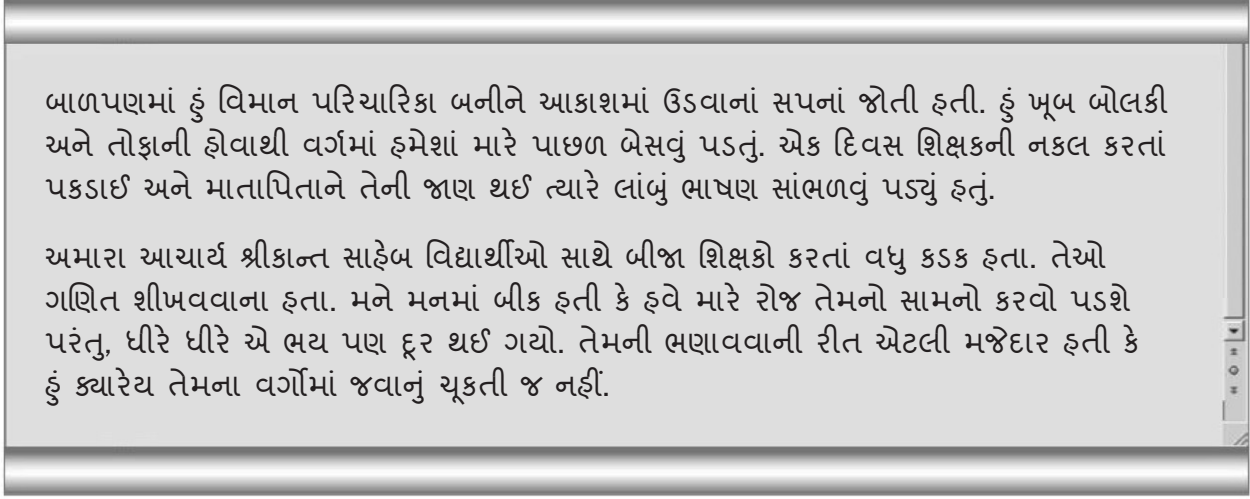 બાળપણમાં હું વિમાન પરિચારિકા બનીને આકાશમાં ઉડવાનાં સપનાં જોતી હતી. હું ખૂબ બોલકી
અને તોફાની હોવાથી વર્ગમાં હમેશાં મારે પાછળ બેસવું પડતું. એક દિવસ શિક્ષકની નકલ કરતાં
પકડાઈ અને માતાપિતાને તેની જાણ થઈ ત્યારે લાંબું ભાષણ સાંભળવું પડ્યું હતું.
અમારા આચાર્ય શ્રીકાન્ત સાહેબ વિદ્યાર્થીઓ સાથે બીજા શિક્ષકો કરતાં વધુ કડક હતા. તેઓ
ગણિત શીખવવાના હતા. મને મનમાં બીક હતી કે હવે મારે રોજ તેમનો સામનો કરવો પડશે
પરંતુ, ધીરે ધીરે એ ભય પણ દૂર થઈ ગયો. તેમની ભણાવવાની રીત એટલી મજેદાર હતી કે
હું ક્યારેય તેમના વર્ગોમાં જવાનું ચૂકતી જ નહીં.